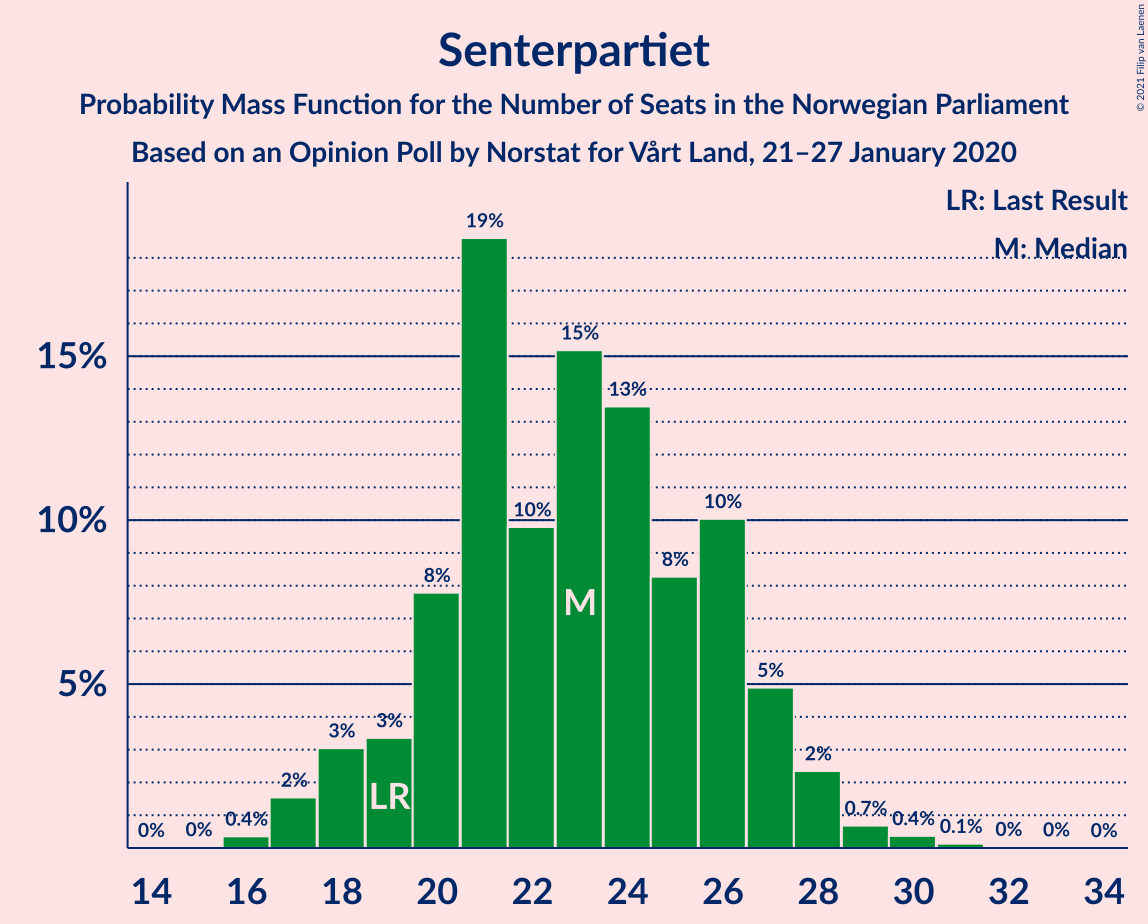 Senterpartiet
Probability Mass Function for the Number of Seats in the Norwegian Parliament
Based on an Opinion Poll by Norstat for Vårt Land, 21–27 January 2020
© 2021 Filip van Laenen
LR: Last Result
M: Median
15%
10%
5%
0%
0%
0.4%
2%
3%
3%
8%
19%
10%
15%
13%
8%
10%
5%
2%
0.7%
0.4%
0.1%
0%
0%
0%
LR
M
14 16 18 20 22 24 26 28 30 32 34